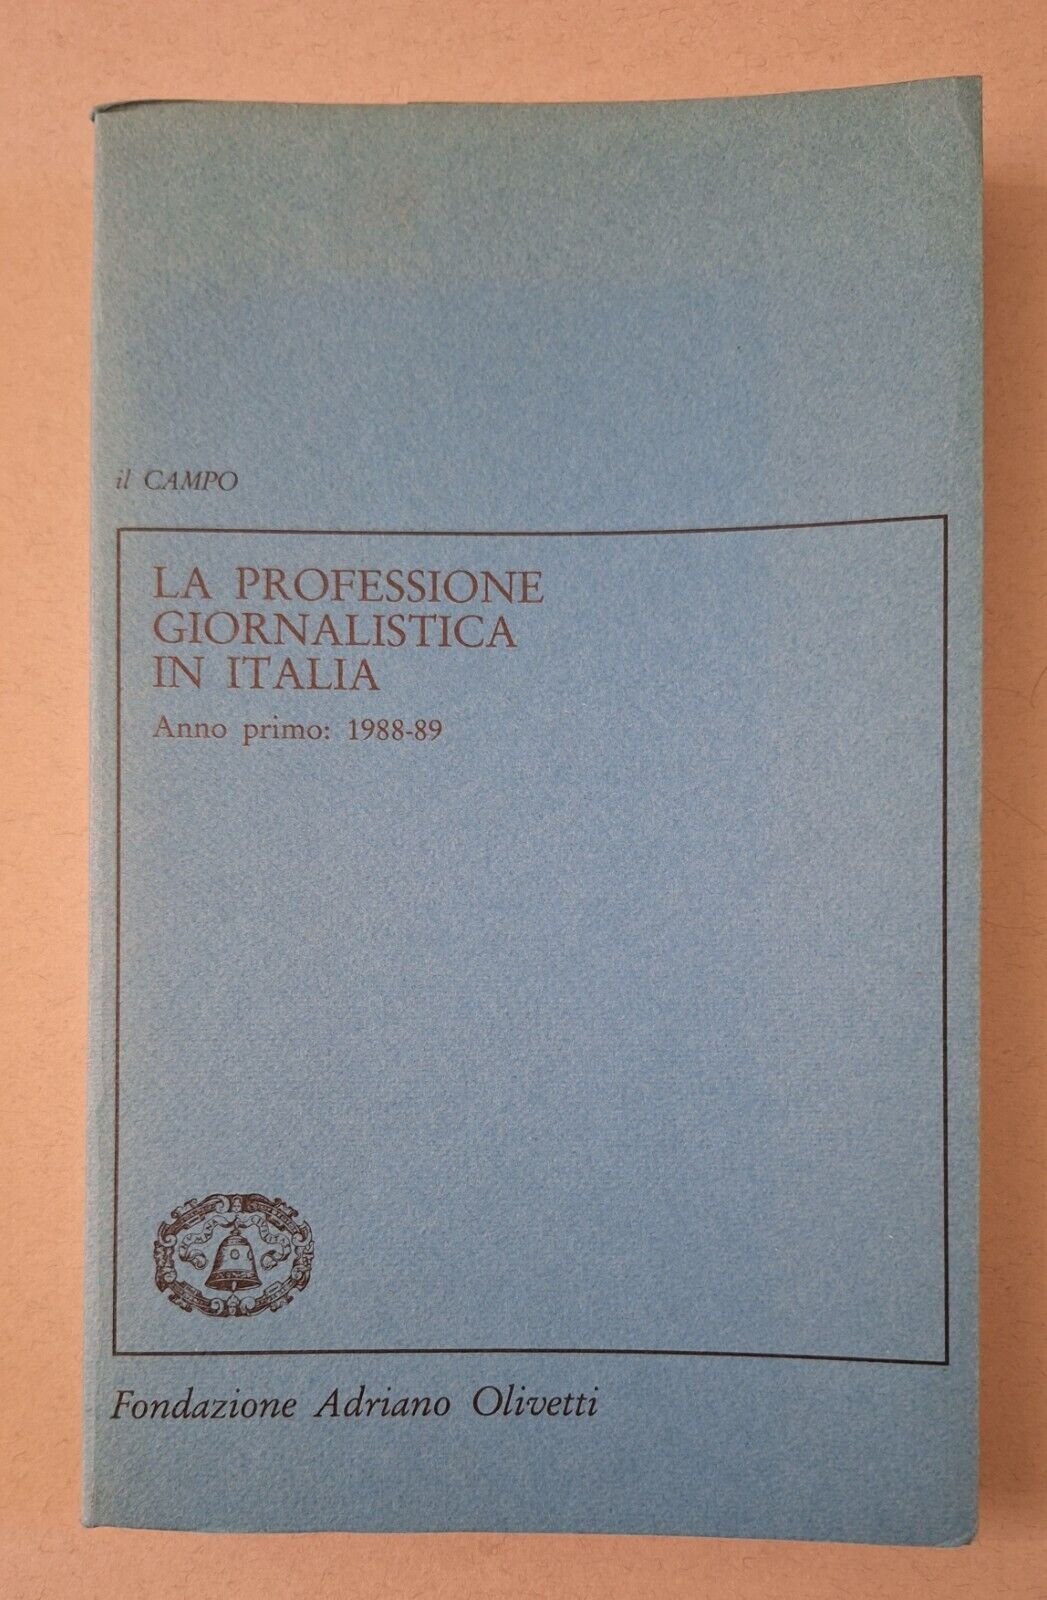 il CAMPO
LA PROFESSIONE
GIORNALISTICA
IN ITALIA
Anno primo: 1988-89
Fondazione Adriano Olivetti